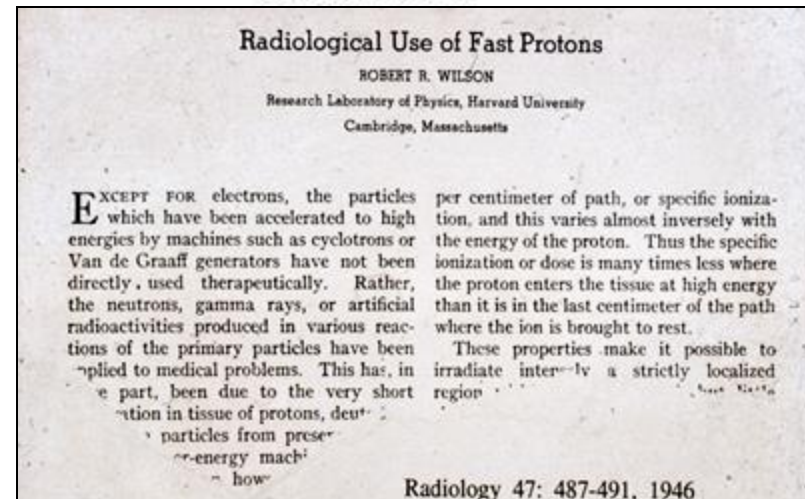 Radiological Use of Fast Protons
ROBERT R. WILSON
Research Laboratory of Physics, Harvard University
Cambridge, Massachusetts
EXCEPT FOR electrons, the particles
which have been accelerated to high
energies by machines such as cyclotrons or
Van de Graaff generators have not been
directly used therapeutically. Rather,
the neutrons, gamma rays, or artificial
radioactivities produced in various reac-
tions of the primary particles have been
to medical problems. This has, in
part, been due to the very short
in tissue of protons,
particles from
how
per centimeter of path, or specific ioniza-
tion, and this varies almost inversely with
the energy of the proton. Thus the specific
ionization or dose is many times less where
the proton enters the tissue at high energy
than it is in the last centimeter of the path
where the ion is brought to rest.
These properties make it possible to
irradiate a strictly localized
region
Radiology 47: 487-491, 1946